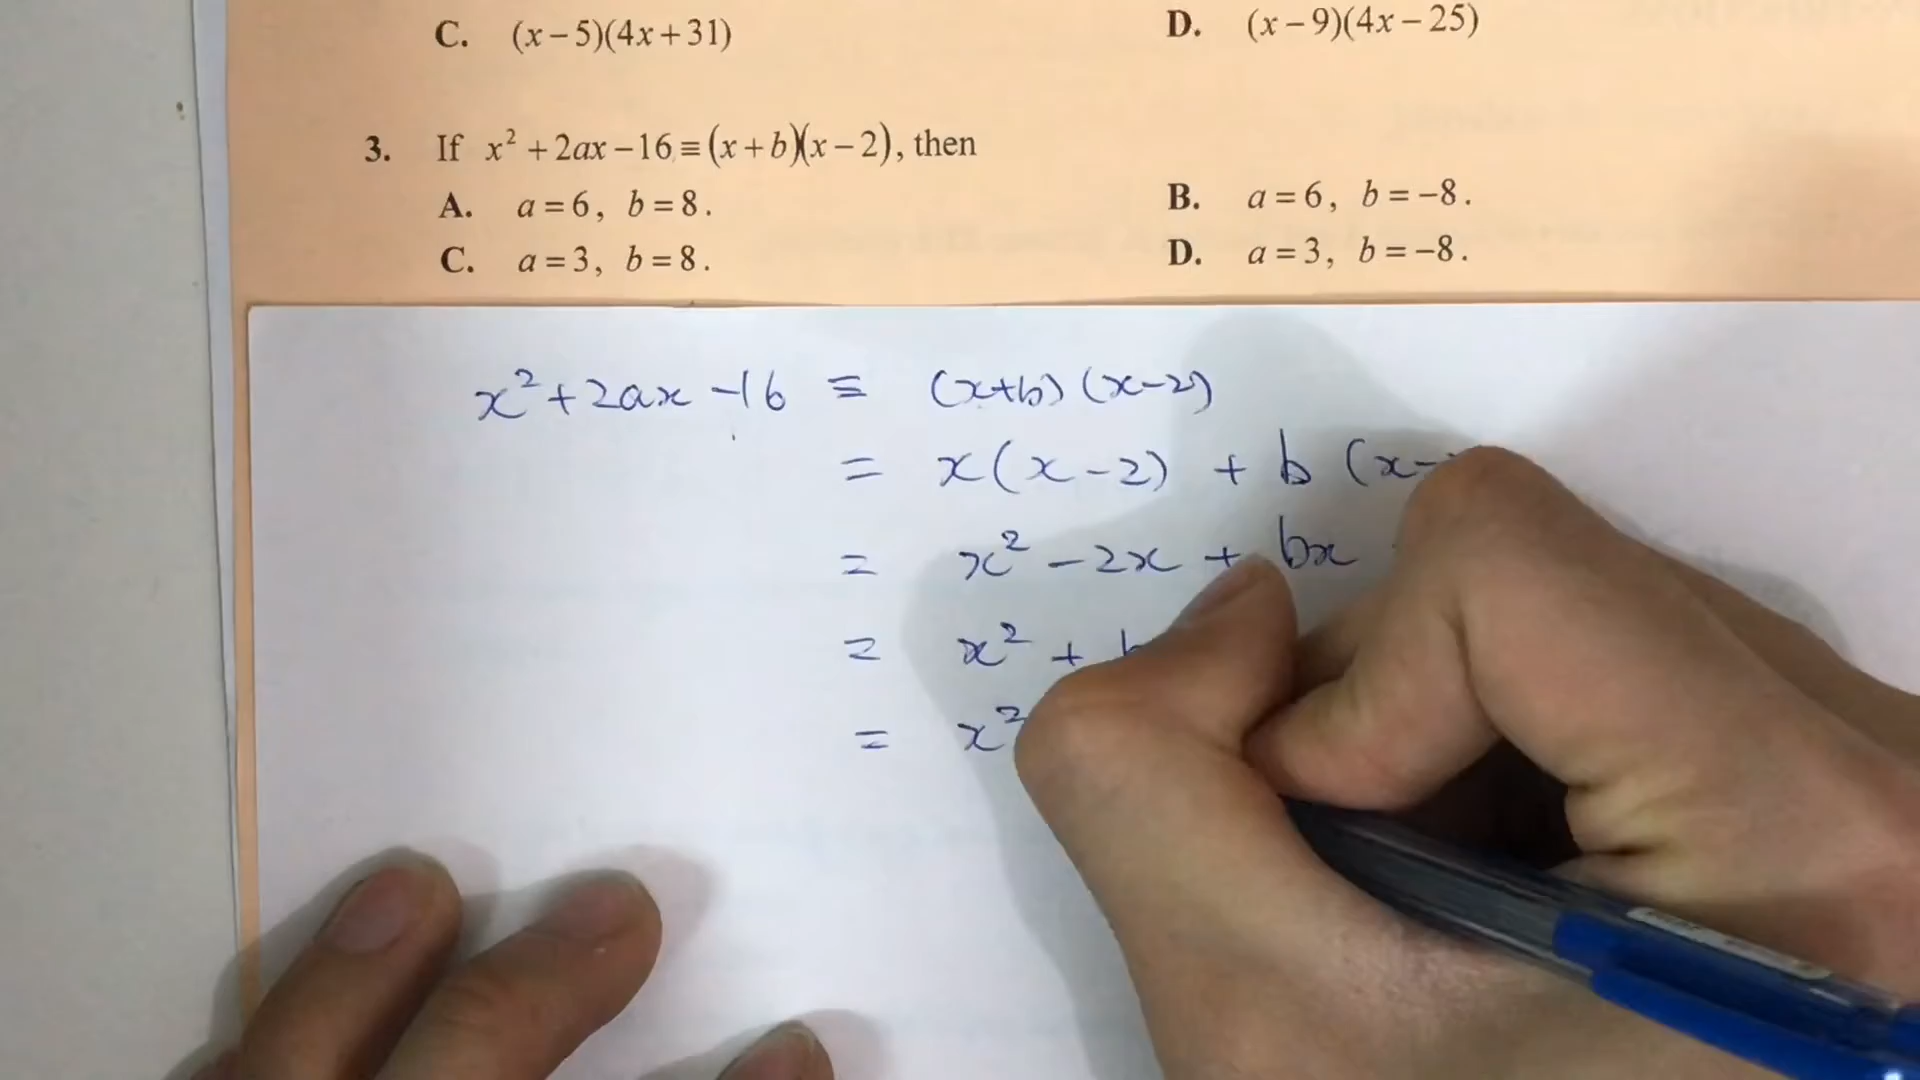 C. (x−5)(4x+31)
D. (x−9)(4x−25)
3. If x² +2ax−16≡(x+b)(x−2), then
A. a=6, b=8.
B. a=6, b=−8.
C. a=3, b=8.
D. a=3, b=−8.
x²+2ax −16 ≡ (x+b)(x−2)
= x(x−2) + b(x−
= x² −2x + bx
= x² +
= x²